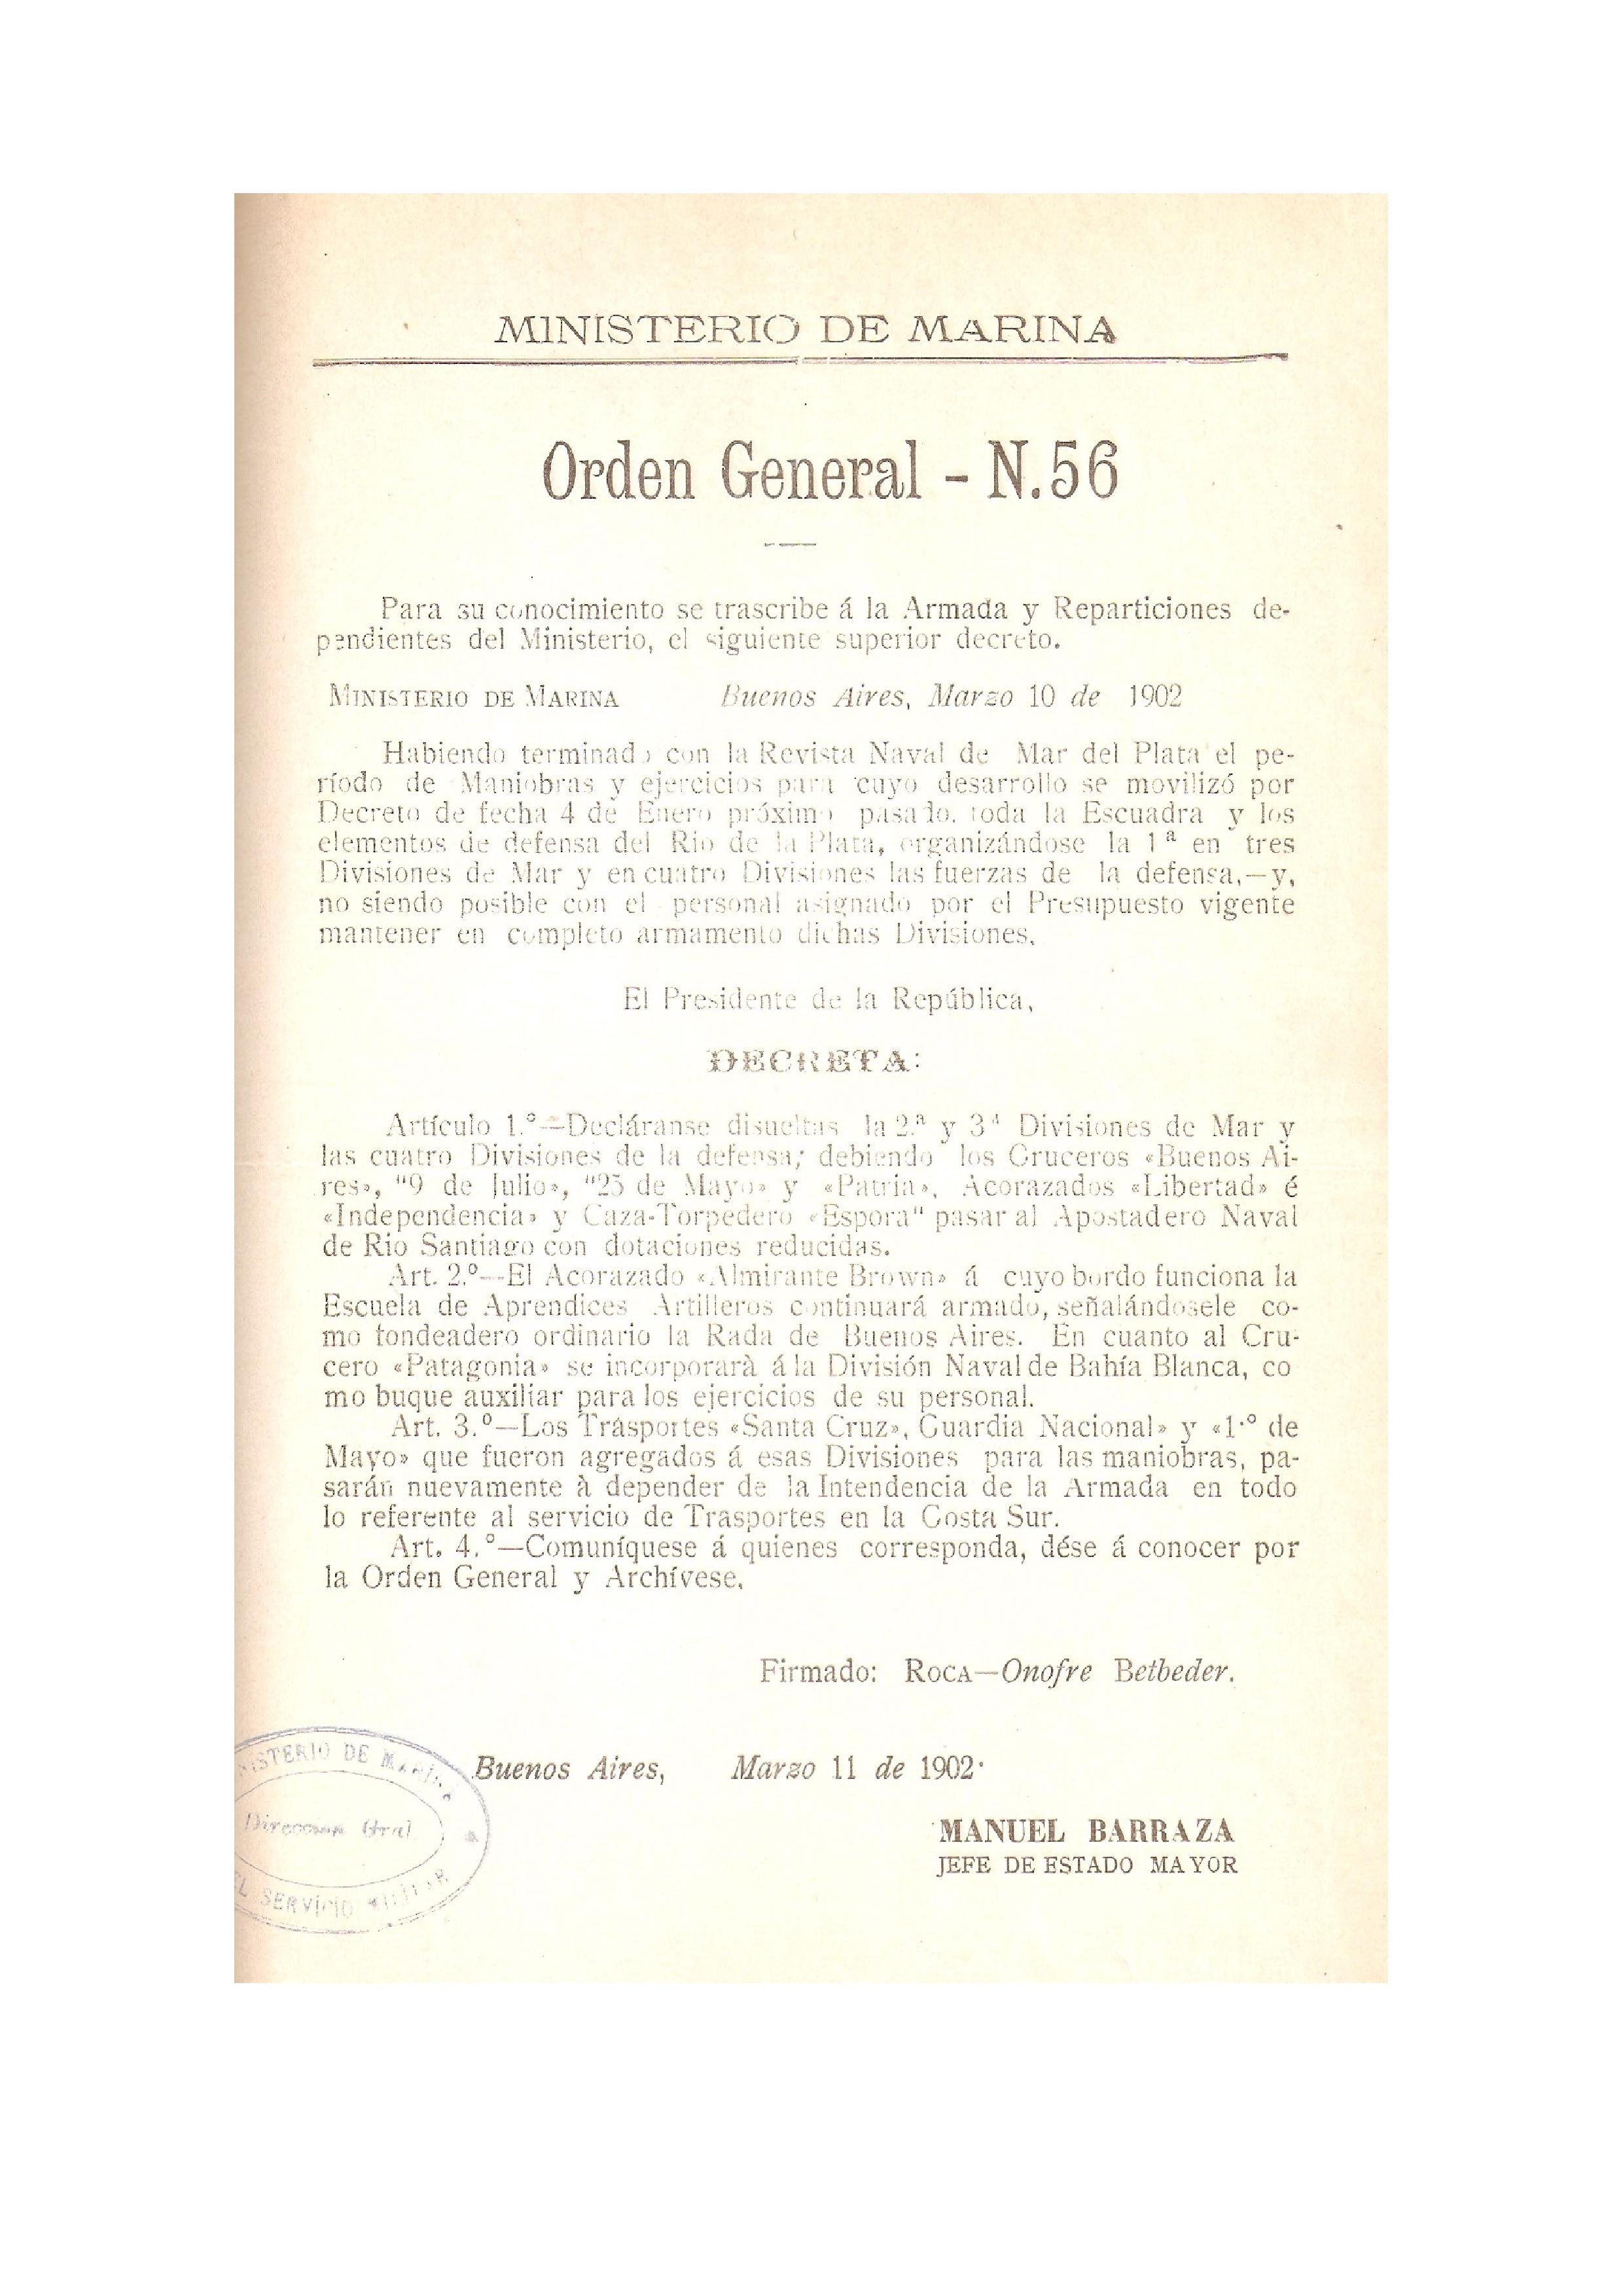 MINISTERIO DE MARINA
Orden General - N.56
Para su conocimiento se trascribe á la Armada y Reparticiones de-
pendientes del Ministerio, el siguiente superior decreto.
MINISTERIO DE MARINA Buenos Aires, Marzo 10 de 1902
Habiendo terminado con la Revista Naval de Mar del Plata el pe-
ríodo de Maniobras y ejercicios para cuyo desarrollo se movilizó por
Decreto de fecha 4 de Enero próximo pasado. toda la Escuadra y los
elementos de defensa del Rio de la Plata, organizándose la 1ª en tres
Divisiones de Mar y en cuatro Divisiones las fuerzas de la defensa,—y,
no siendo posible con el personal asignado por el Presupuesto vigente
mantener en completo armamento dichas Divisiones.
El Presidente de la República,
DECRETA:
Artículo 1.°—Decláranse disueltas la 2.ª y 3ª Divisiones de Mar y
las cuatro Divisiones de la defensa; debiendo los Cruceros «Buenos Ai-
res», "9 de Julio», "25 de Mayo» y «Patria», Acorazados «Libertad» é
«Independencia» y Caza-Torpedero «Espora" pasar al Apostadero Naval
de Rio Santiago con dotaciones reducidas.
Art. 2.º—El Acorazado «Almirante Brown» á cuyo bordo funciona la
Escuela de Aprendices Artilleros continuará armado, señalándosele co-
mo fondeadero ordinario la Rada de Buenos Aires. En cuanto al Cru-
cero «Patagonia» se incorporarà á la División Naval de Bahía Blanca, co
mo buque auxiliar para los ejercicios de su personal.
Art. 3.º—Los Trasportes «Santa Cruz», Guardia Nacional» y «1.º de
Mayo» que fueron agregados á esas Divisiones para las maniobras, pa-
sarán nuevamente à depender de la Intendencia de la Armada en todo
lo referente al servicio de Trasportes en la Costa Sur.
Art. 4.°—Comuníquese á quienes corresponda, dése á conocer por
la Orden General y Archívese.
Firmado: ROCA—Onofre Betbeder.
Buenos Aires, Marzo 11 de 1902·
MANUEL BARRAZA
JEFE DE ESTADO MAYOR
NISTERIO DE MARINA
Direccion Gral
EL SERVICIO MILITAR